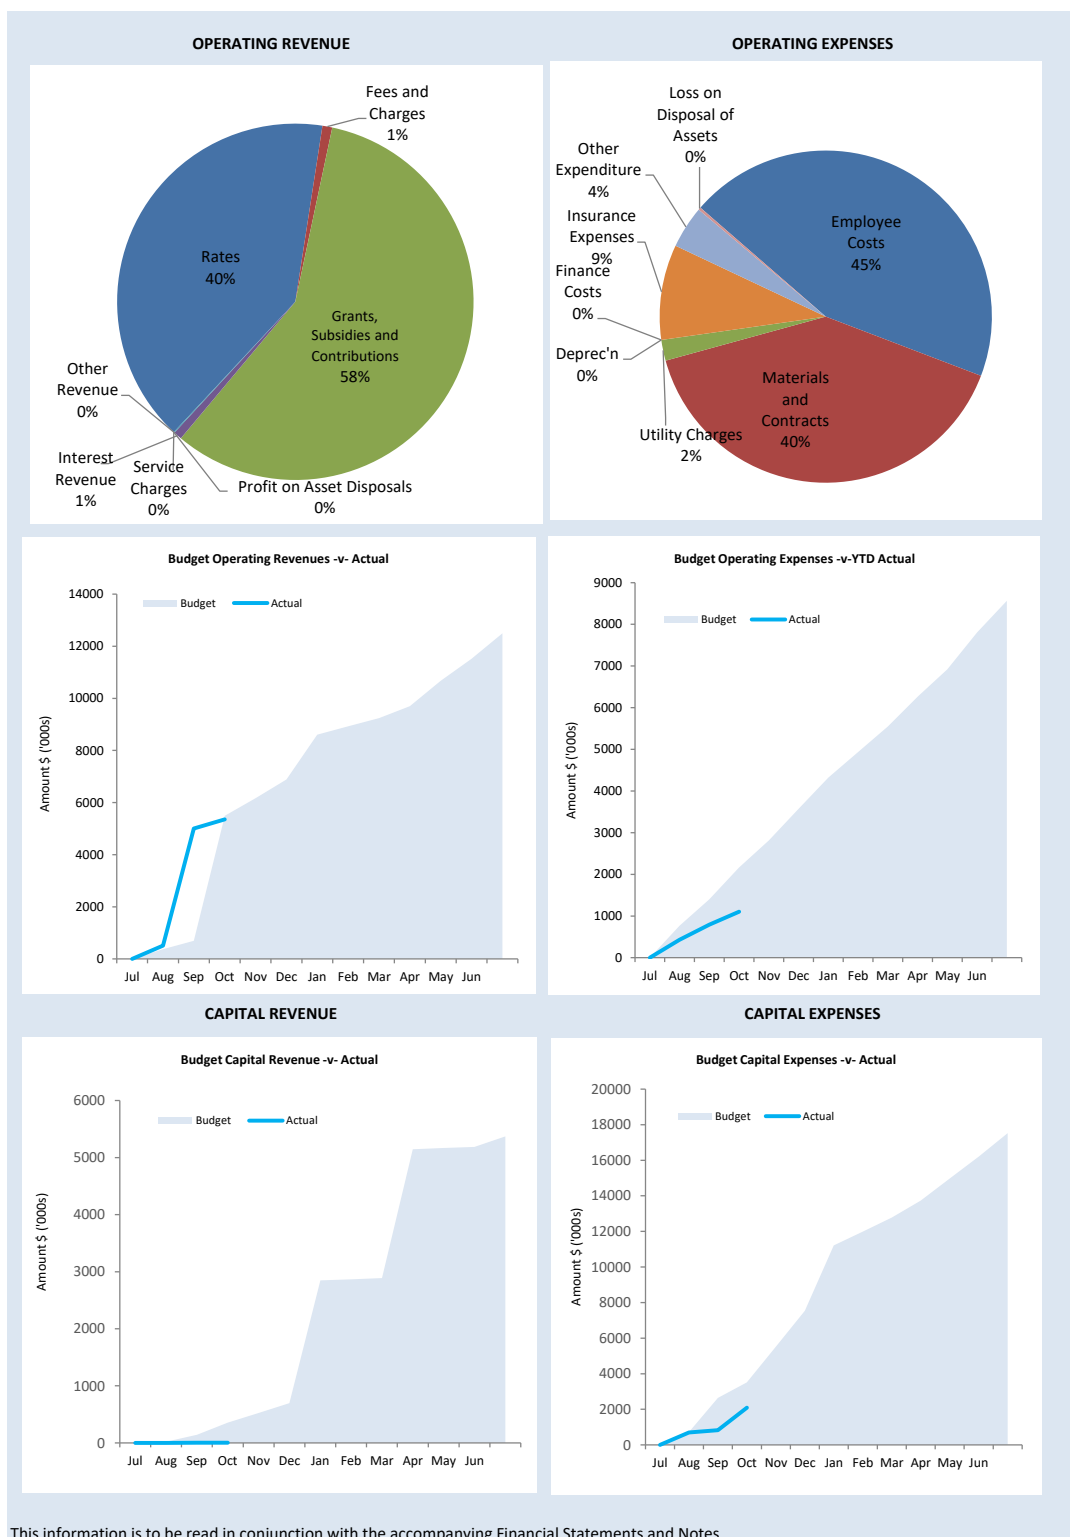 OPERATING REVENUE
Fees and
Charges
1%
Rates
40%
Grants,
Subsidies and
Contributions
58%
Other
Revenue
0%
Interest
Revenue
1%
Service
Charges
0%
Profit on Asset Disposals
0%
OPERATING EXPENSES
Loss on
Disposal of
Assets
0%
Other
Expenditure
4%
Insurance
Expenses
9%
Finance
Costs
0%
Deprec'n
0%
Utility Charges
2%
Employee
Costs
45%
Materials
and
Contracts
40%
Budget Operating Revenues -v- Actual
Budget Actual
Amount $ ('000s)
14000
12000
10000
8000
6000
4000
2000
0
Jul Aug Sep Oct Nov Dec Jan Feb Mar Apr May Jun
Budget Operating Expenses -v-YTD Actual
Budget Actual
Amount $ ('000s)
9000
8000
7000
6000
5000
4000
3000
2000
1000
0
Jul Aug Sep Oct Nov Dec Jan Feb Mar Apr May Jun
CAPITAL REVENUE
Budget Capital Revenue -v- Actual
Budget Actual
Amount $ ('000s)
6000
5000
4000
3000
2000
1000
0
Jul Aug Sep Oct Nov Dec Jan Feb Mar Apr May Jun
CAPITAL EXPENSES
Budget Capital Expenses -v- Actual
Budget Actual
Amount $ ('000s)
20000
18000
16000
14000
12000
10000
8000
6000
4000
2000
0
Jul Aug Sep Oct Nov Dec Jan Feb Mar Apr May Jun
This information is to be read in conjunction with the accompanying Financial Statements and Notes.